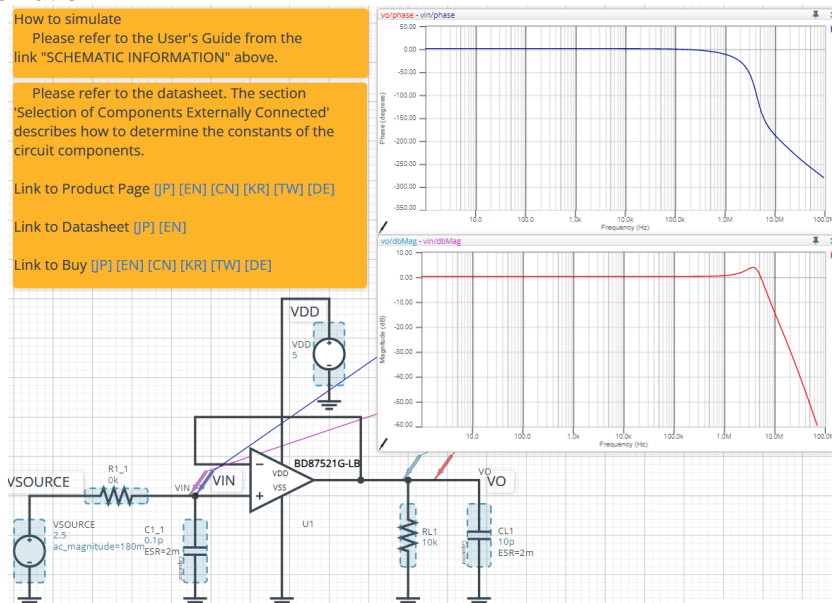 How to simulate
Please refer to the User's Guide from the
link "SCHEMATIC INFORMATION" above.
Please refer to the datasheet. The section
'Selection of Components Externally Connected'
describes how to determine the constants of the
circuit components.
Link to Product Page [JP] [EN] [CN] [KR] [TW] [DE]
Link to Datasheet [JP] [EN]
Link to Buy [JP] [EN] [CN] [KR] [TW] [DE]
vo/phase - vin/phase
50.00
0.00
-50.00
-100.00
-150.00
-200.00
-250.00
-300.00
-350.00
Phase (degrees)
10.0 100.0 1.0k 10.0k 100.0k 1.0M 10.0M 100.0M
Frequency (Hz)
vo/dbMag - vin/dbMag
10.00
0.00
-10.00
-20.00
-30.00
-40.00
-50.00
-60.00
Magnitude (dB)
10.0 100.0 1.0k 10.0k 100.0k 1.0M 10.0M 100.0
Frequency (Hz)
VDD
VDD
5
BD87521G-LB
VDD
VSS
U1
VSOURCE
R1_1
0k
VIN
VIN
VO
VO
VSOURCE
2.5
ac_magnitude=180m
C1_1
0.1p
ESR=2m
RL1
10k
CL1
10p
ESR=2m